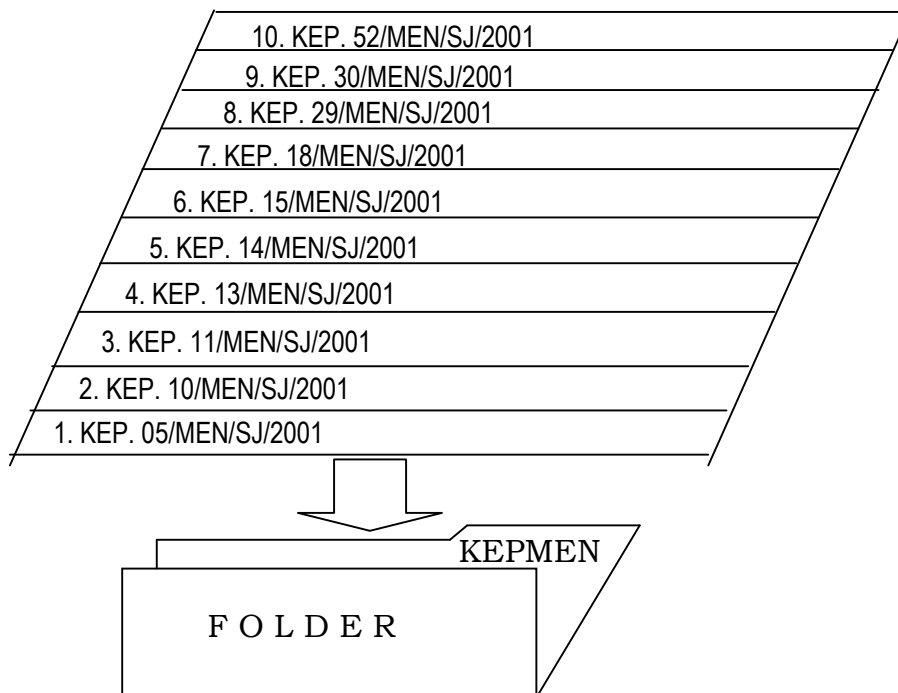 10. KEP. 52/MEN/SJ/2001
9. KEP. 30/MEN/SJ/2001
8. KEP. 29/MEN/SJ/2001
7. KEP. 18/MEN/SJ/2001
6. KEP. 15/MEN/SJ/2001
5. KEP. 14/MEN/SJ/2001
4. KEP. 13/MEN/SJ/2001
3. KEP. 11/MEN/SJ/2001
2. KEP. 10/MEN/SJ/2001
1. KEP. 05/MEN/SJ/2001
KEPMEN
F O L D E R